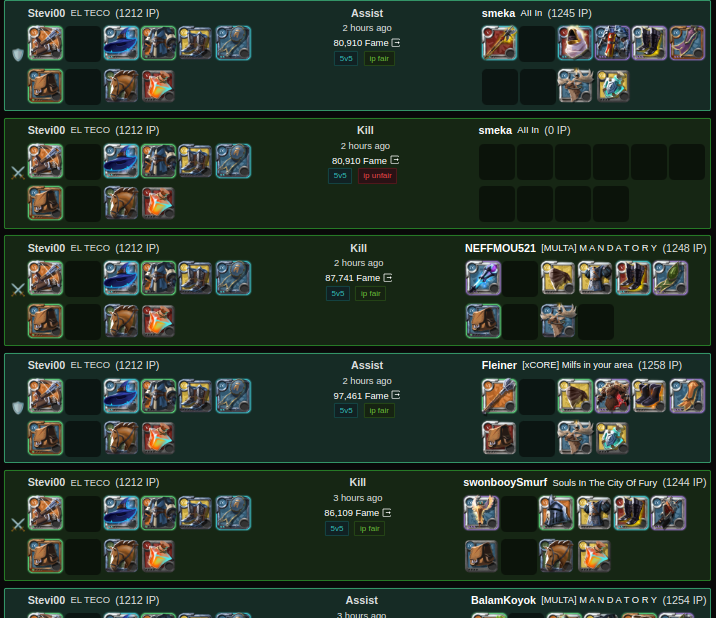 Stevi00 EL TECO (1212 IP) Assist smeka All In (1245 IP)
2 hours ago
80,910 Fame
5v5 ip fair
Stevi00 EL TECO (1212 IP) Kill smeka All In (0 IP)
2 hours ago
80,910 Fame
5v5 ip unfair
Stevi00 EL TECO (1212 IP) Kill NEFFMOU521 [MULTA] M A N D A T O R Y (1248 IP)
2 hours ago
87,741 Fame
5v5 ip fair
Stevi00 EL TECO (1212 IP) Assist Fleiner [xCORE] Milfs in your area (1258 IP)
2 hours ago
97,461 Fame
5v5 ip fair
Stevi00 EL TECO (1212 IP) Kill swonbooySmurf Souls In The City Of Fury (1244 IP)
3 hours ago
86,109 Fame
5v5 ip fair
Stevi00 EL TECO (1212 IP) Assist BalamKoyok [MULTA] M A N D A T O R Y (1254 IP)
3 hours ago